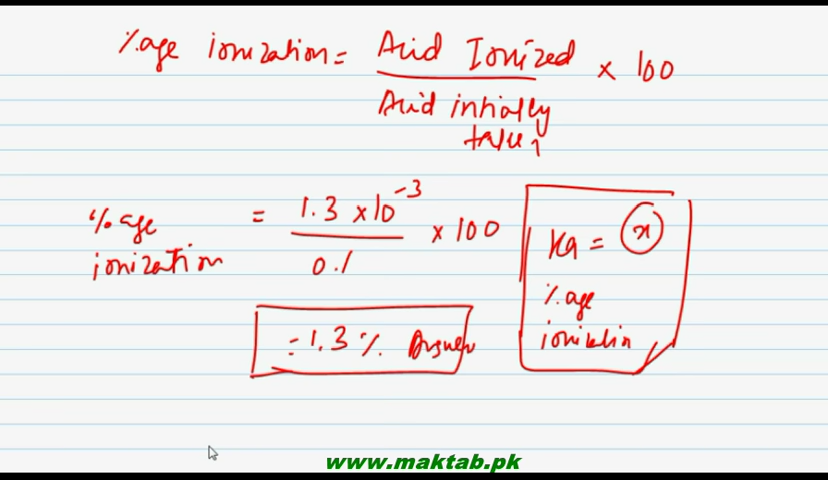 %age ionization = Acid Ionized × 100
Acid initially
taken
%age = 1.3 × 10⁻³ × 100
ionization 0.1
= 1.3 % Answer
Ka = x
%age
ionization
www.maktab.pk